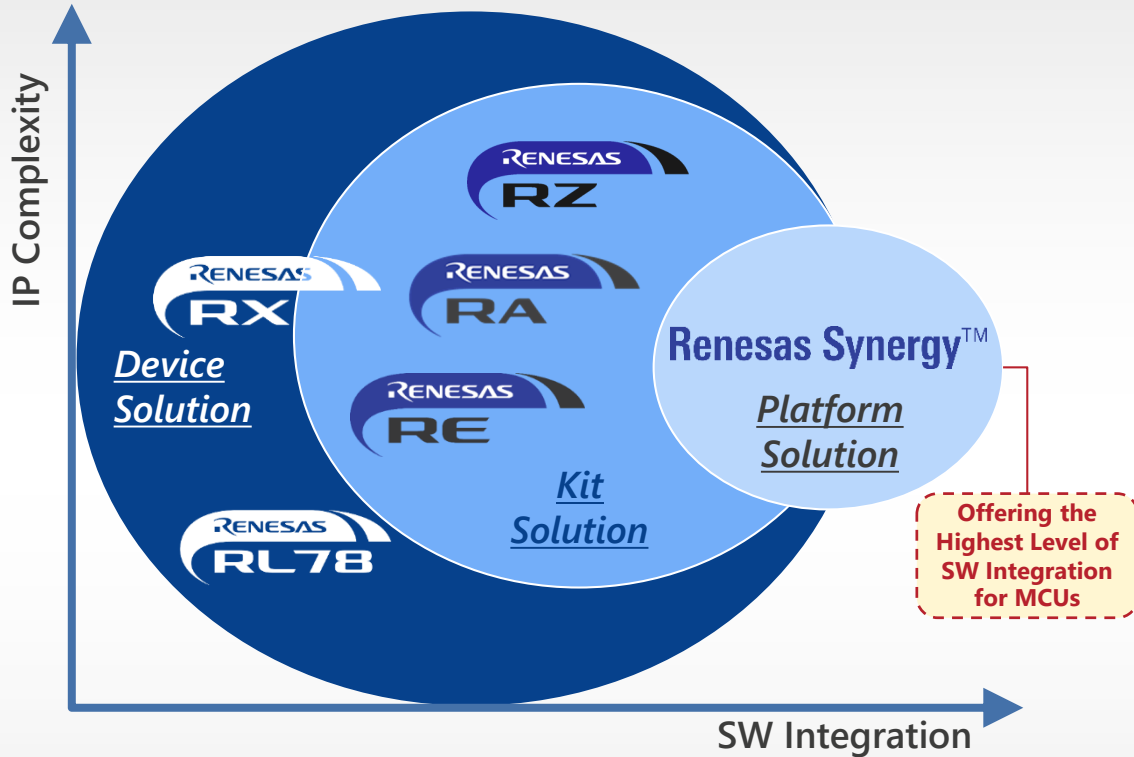 IP Complexity
RENESAS
RZ
RENESAS
RX
RENESAS
RA
Device
Solution
Renesas Synergy™
Platform
Solution
RENESAS
RE
Kit
Solution
RENESAS
RL78
Offering the
Highest Level of
SW Integration
for MCUs
SW Integration